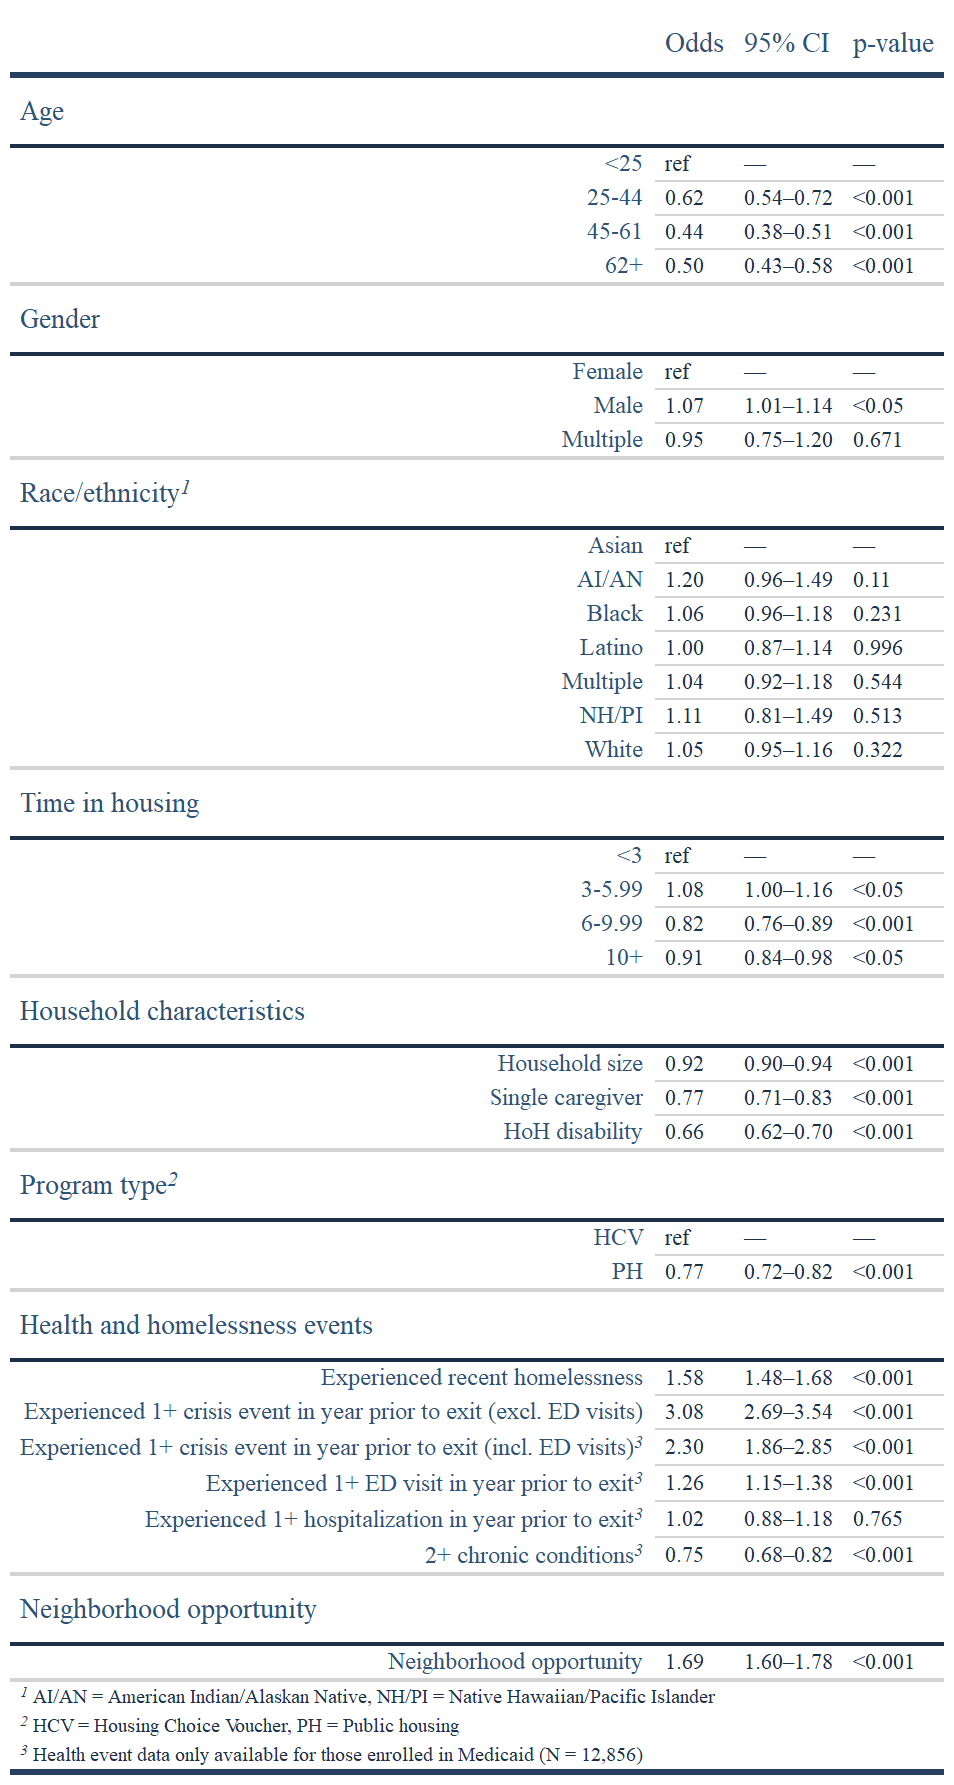 Odds 95% CI p-value
Age
<25 ref — —
25-44 0.62 0.54–0.72 <0.001
45-61 0.44 0.38–0.51 <0.001
62+ 0.50 0.43–0.58 <0.001
Gender
Female ref — —
Male 1.07 1.01–1.14 <0.05
Multiple 0.95 0.75–1.20 0.671
Race/ethnicity1
Asian ref — —
AI/AN 1.20 0.96–1.49 0.11
Black 1.06 0.96–1.18 0.231
Latino 1.00 0.87–1.14 0.996
Multiple 1.04 0.92–1.18 0.544
NH/PI 1.11 0.81–1.49 0.513
White 1.05 0.95–1.16 0.322
Time in housing
<3 ref — —
3-5.99 1.08 1.00–1.16 <0.05
6-9.99 0.82 0.76–0.89 <0.001
10+ 0.91 0.84–0.98 <0.05
Household characteristics
Household size 0.92 0.90–0.94 <0.001
Single caregiver 0.77 0.71–0.83 <0.001
HoH disability 0.66 0.62–0.70 <0.001
Program type2
HCV ref — —
PH 0.77 0.72–0.82 <0.001
Health and homelessness events
Experienced recent homelessness 1.58 1.48–1.68 <0.001
Experienced 1+ crisis event in year prior to exit (excl. ED visits) 3.08 2.69–3.54 <0.001
Experienced 1+ crisis event in year prior to exit (incl. ED visits)3 2.30 1.86–2.85 <0.001
Experienced 1+ ED visit in year prior to exit3 1.26 1.15–1.38 <0.001
Experienced 1+ hospitalization in year prior to exit3 1.02 0.88–1.18 0.765
2+ chronic conditions3 0.75 0.68–0.82 <0.001
Neighborhood opportunity
Neighborhood opportunity 1.69 1.60–1.78 <0.001
1 AI/AN = American Indian/Alaskan Native, NH/PI = Native Hawaiian/Pacific Islander
2 HCV = Housing Choice Voucher, PH = Public housing
3 Health event data only available for those enrolled in Medicaid (N = 12,856)